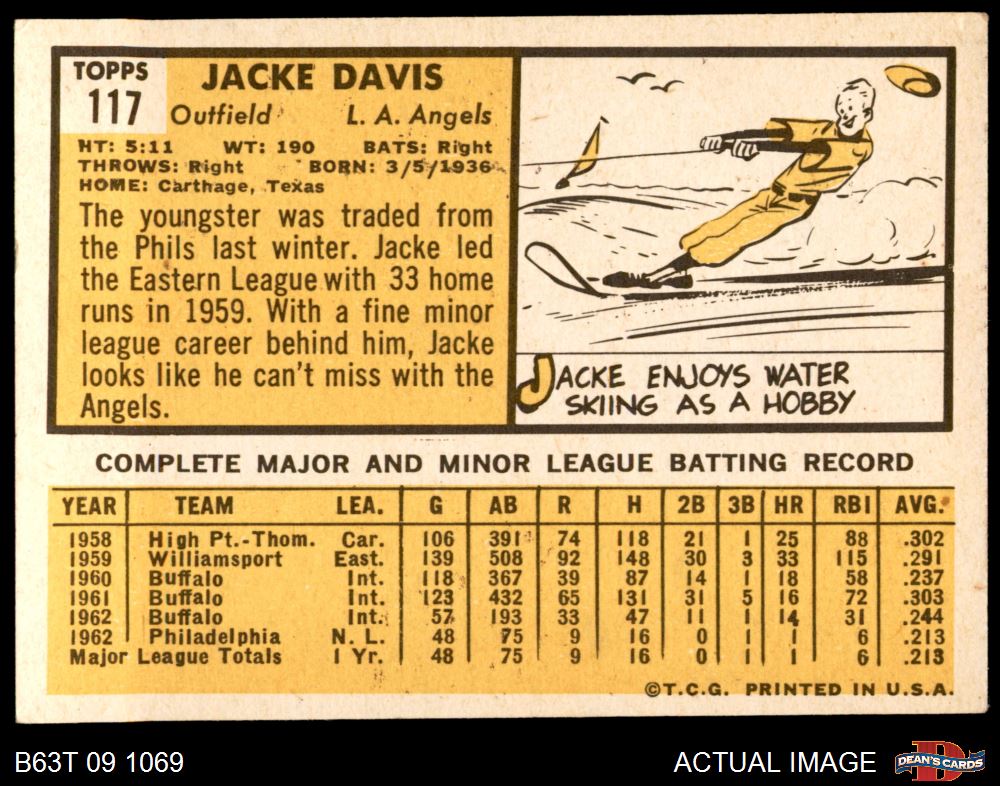 TOPPS
117
JACKE DAVIS
Outfield L. A. Angels
HT: 5:11 WT: 190 BATS: Right
THROWS: Right BORN: 3/5/1936
HOME: Carthage, Texas
The youngster was traded from
the Phils last winter. Jacke led
the Eastern League with 33 home
runs in 1959. With a fine minor
league career behind him, Jacke
looks like he can't miss with the
Angels.
JACKE ENJOYS WATER
SKIING AS A HOBBY
COMPLETE MAJOR AND MINOR LEAGUE BATTING RECORD
YEAR TEAM LEA. G AB R H 2B 3B HR RBI AVG.
1958 High Pt.-Thom. Car. 106 391 74 118 21 1 25 88 .302
1959 Williamsport East. 139 508 92 148 30 3 33 115 .291
1960 Buffalo Int. 118 367 39 87 14 1 18 58 .237
1961 Buffalo Int. 123 432 65 131 31 5 16 72 .303
1962 Buffalo Int. 57 193 33 47 11 1 14 31 .244
1962 Philadelphia N. L. 48 75 9 16 0 1 1 6 .213
Major League Totals 1 Yr. 48 75 9 16 0 1 1 6 .213
©T.C.G. PRINTED IN U.S.A.
B63T 09 1069 ACTUAL IMAGE DEAN'S CARDS